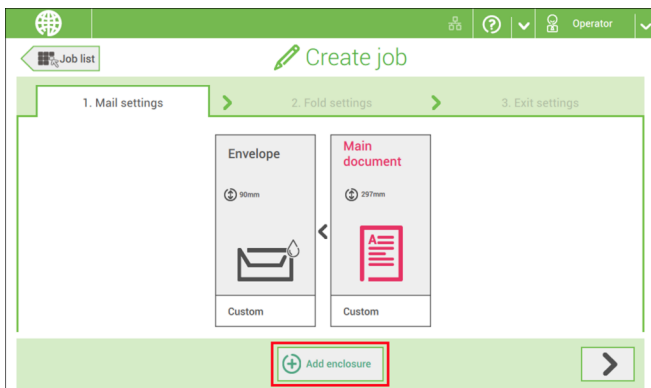 Operator
Job list
Create job
1. Mail settings
2. Fold settings
3. Exit settings
Envelope
90mm
Custom
Main
document
297mm
A
Custom
Add enclosure